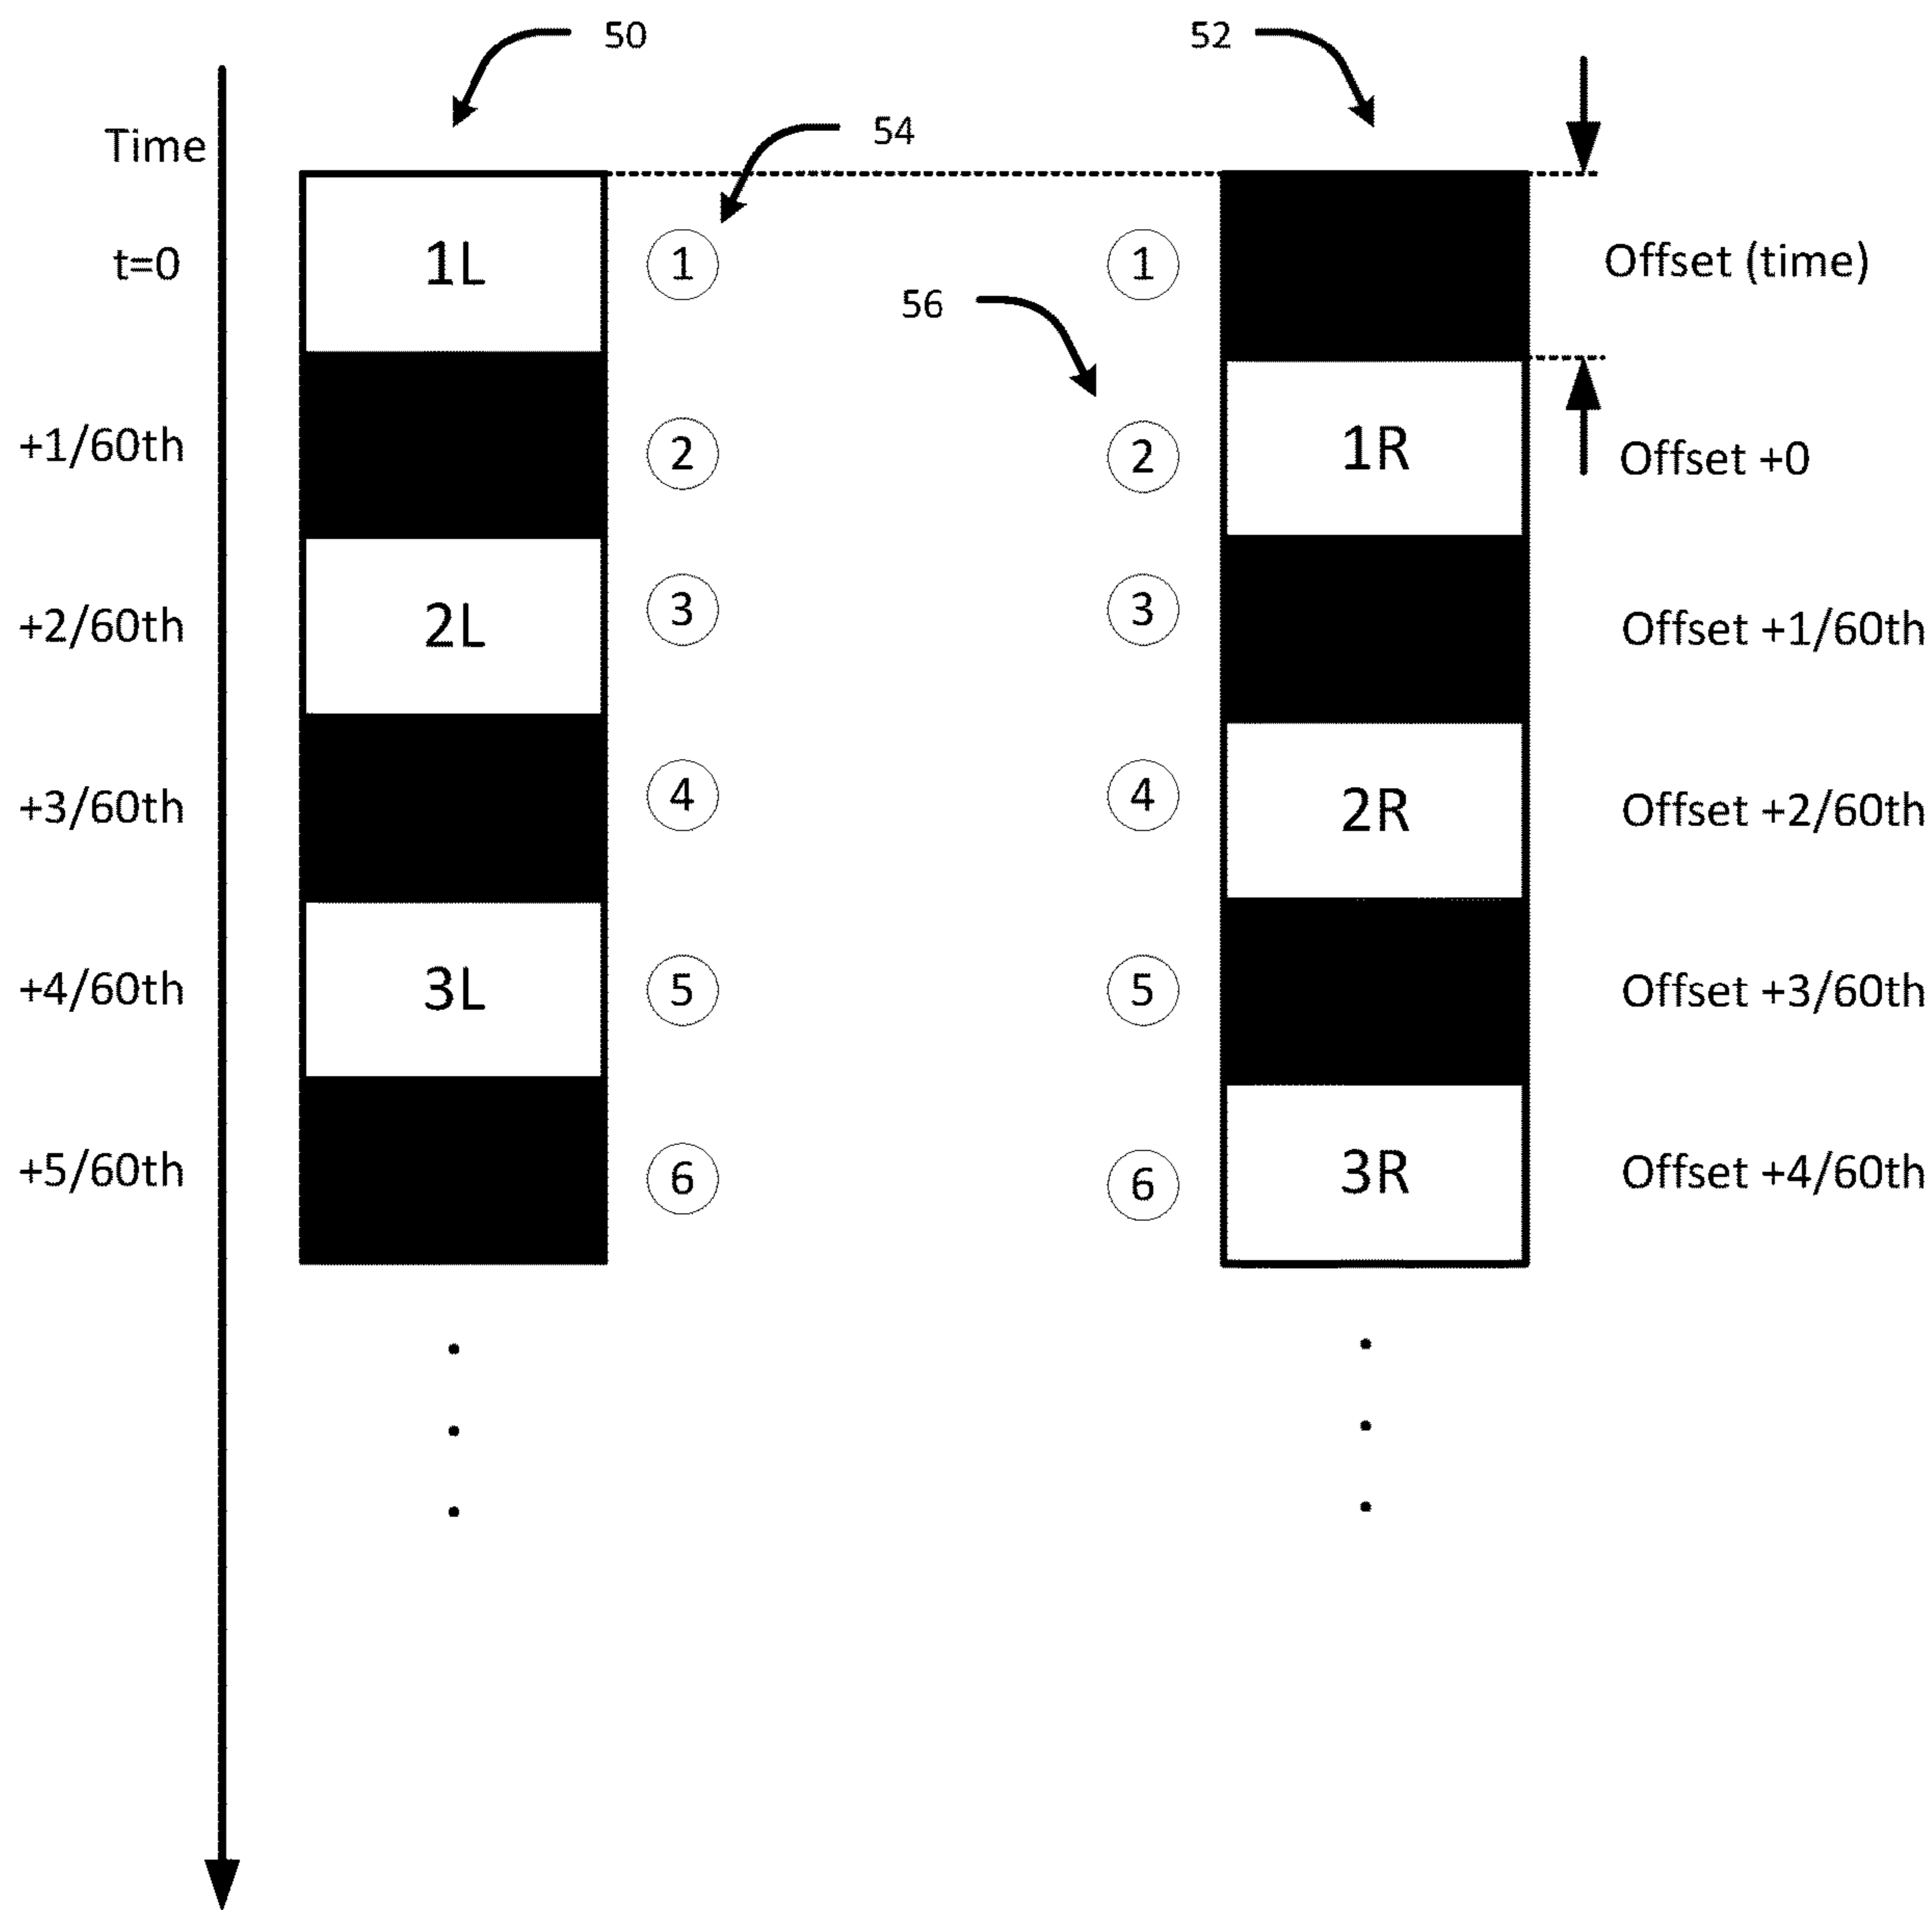 50
52
54
Time
t=0
1L
1
1
Offset (time)
56
+1/60th
2
2
1R
Offset +0
+2/60th
2L
3
3
Offset +1/60th
+3/60th
4
4
2R
Offset +2/60th
+4/60th
3L
5
5
Offset +3/60th
+5/60th
6
6
3R
Offset +4/60th